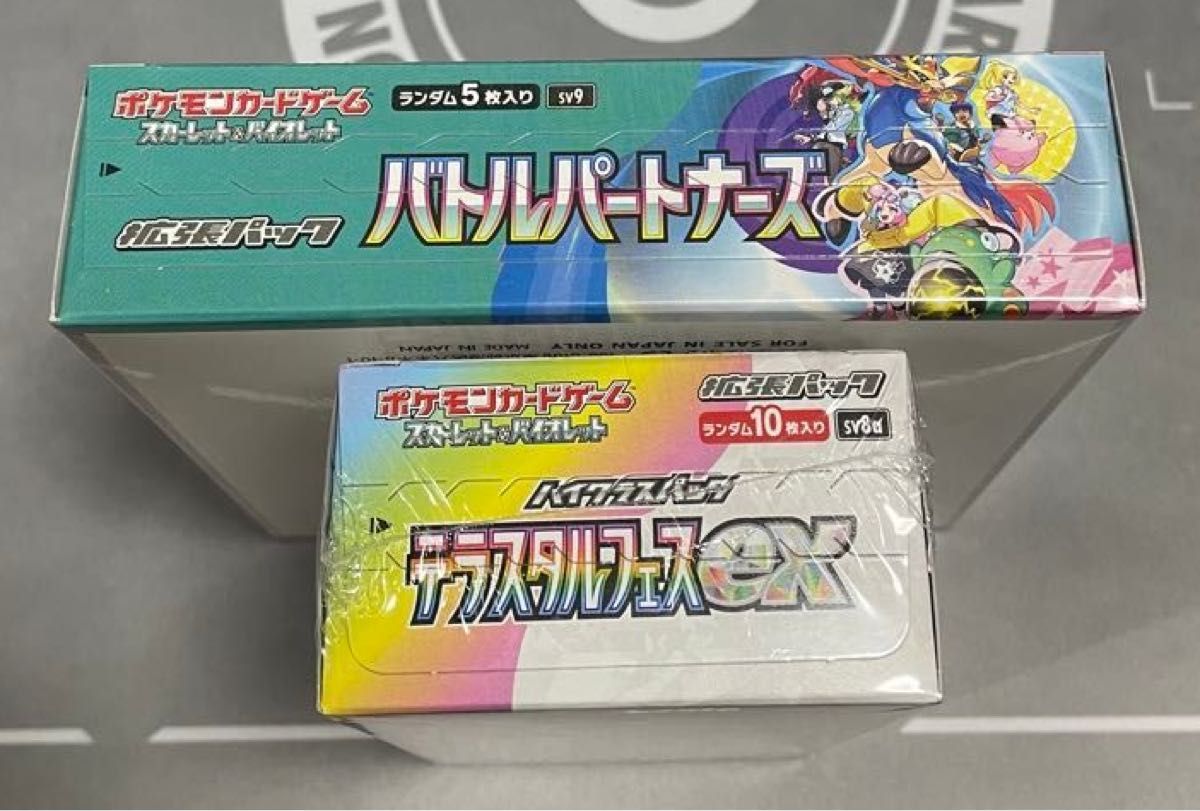 ポケモンカードゲーム
スカーレット&バイオレット
ランダム5枚入り
sv9
拡張パック
バトルパートナーズ
FOR SALE IN JAPAN ONLY
MADE IN JAPAN
ポケモンカードゲーム
スカーレット&バイオレット
拡張パック
ランダム10枚入り
sv8a
ハイクラスパック
テラスタルフェスex